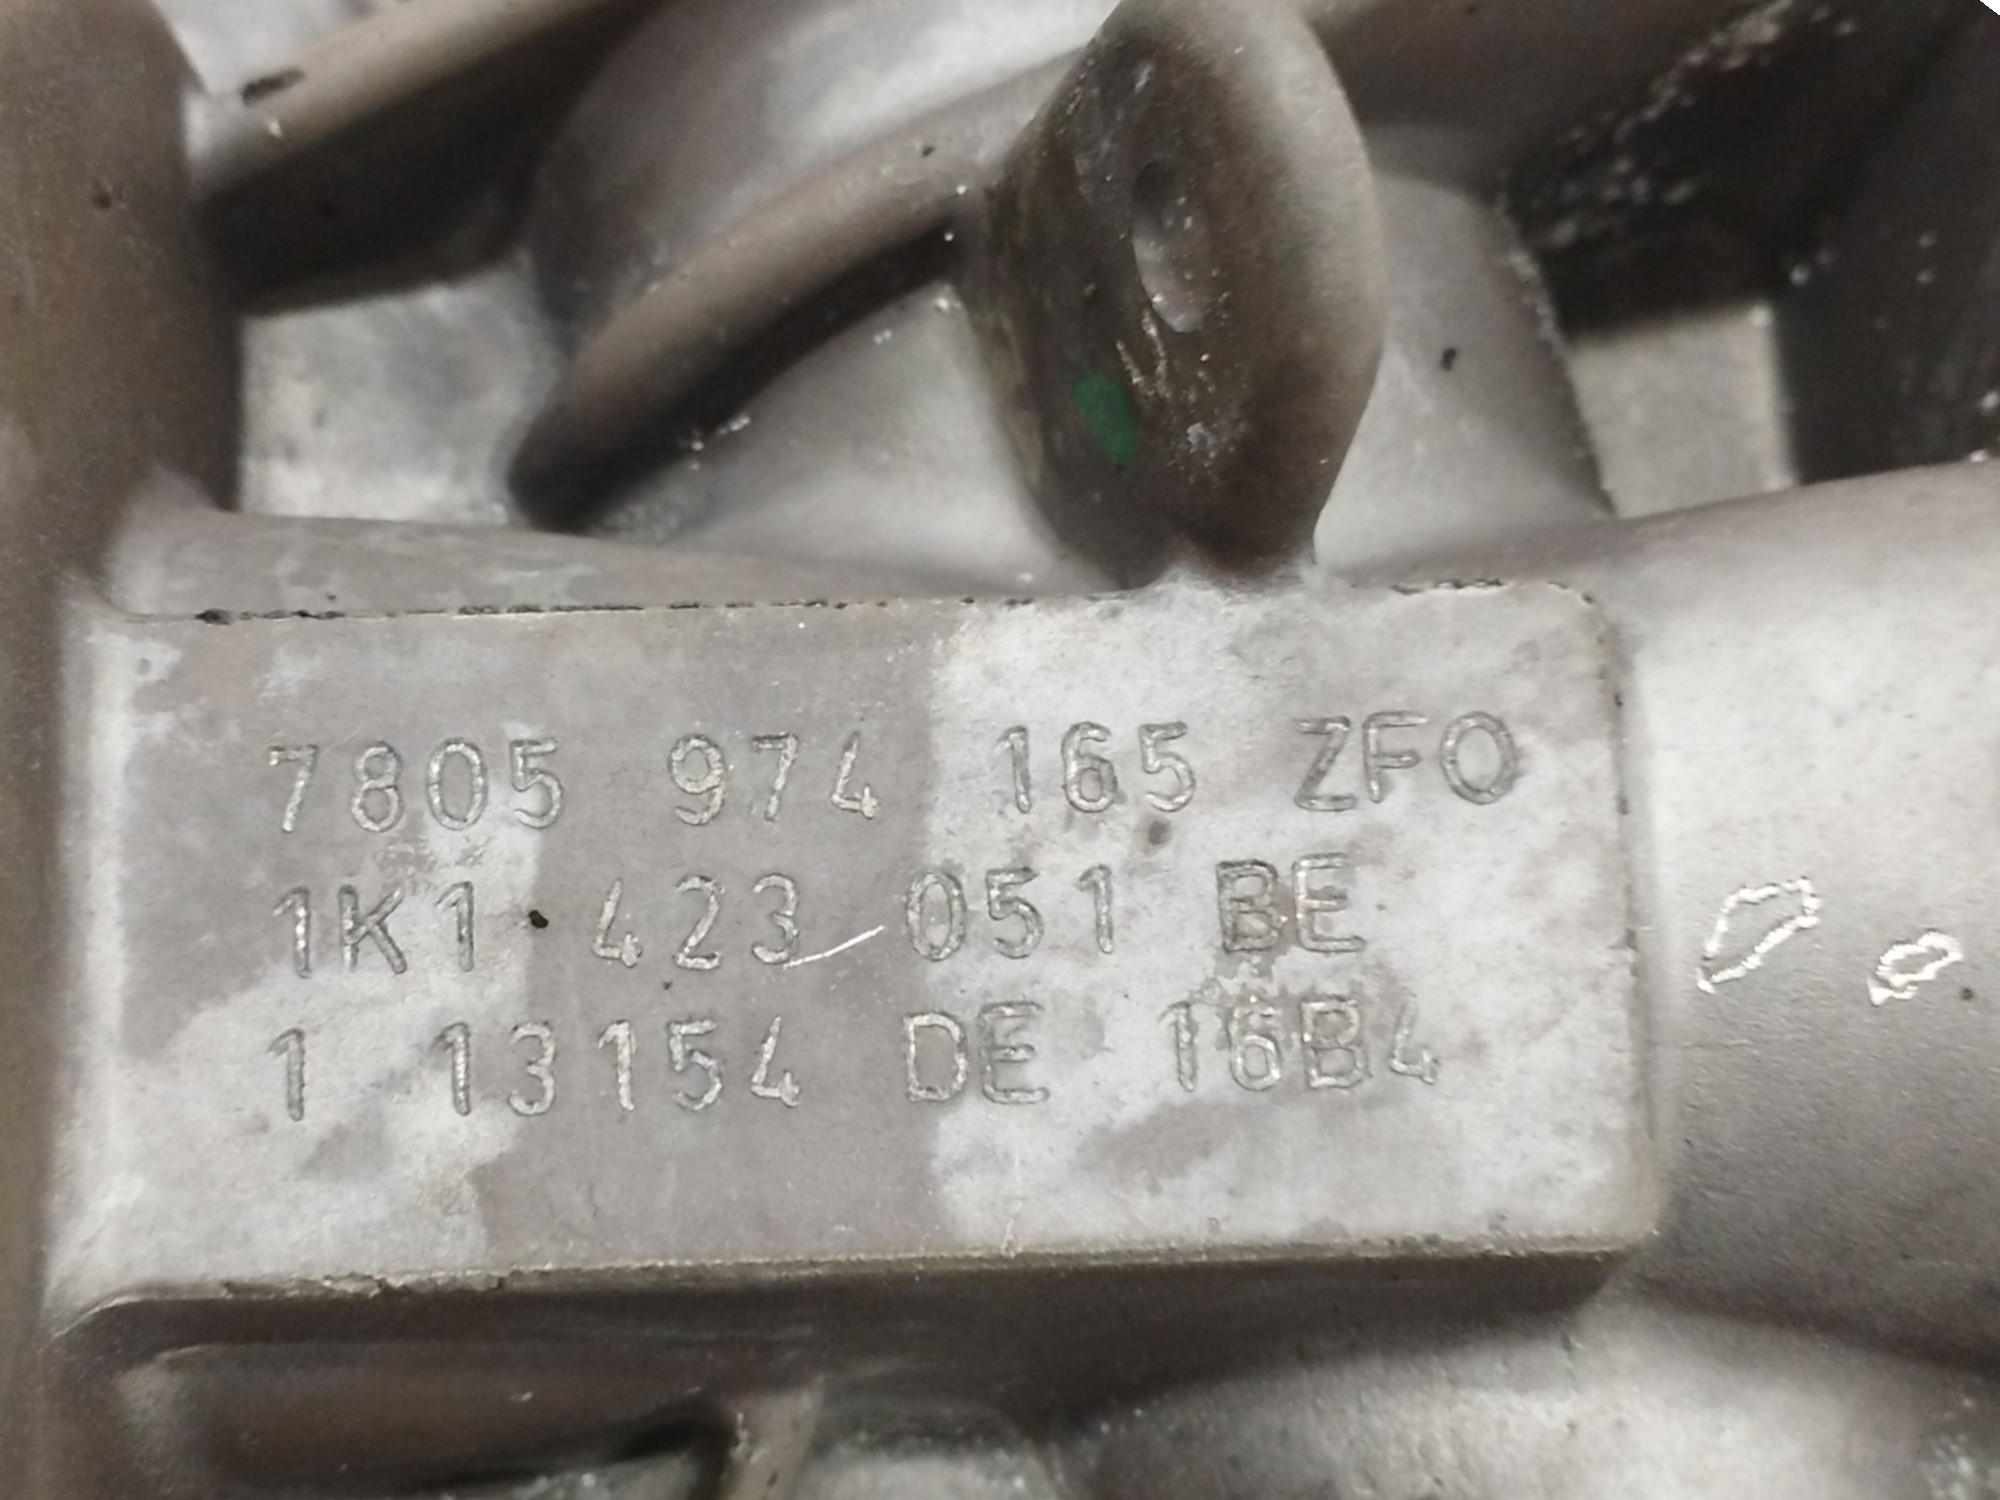 7805 974 165 ZFO
1K1 423 051 BE
1 13154 DE 16B4